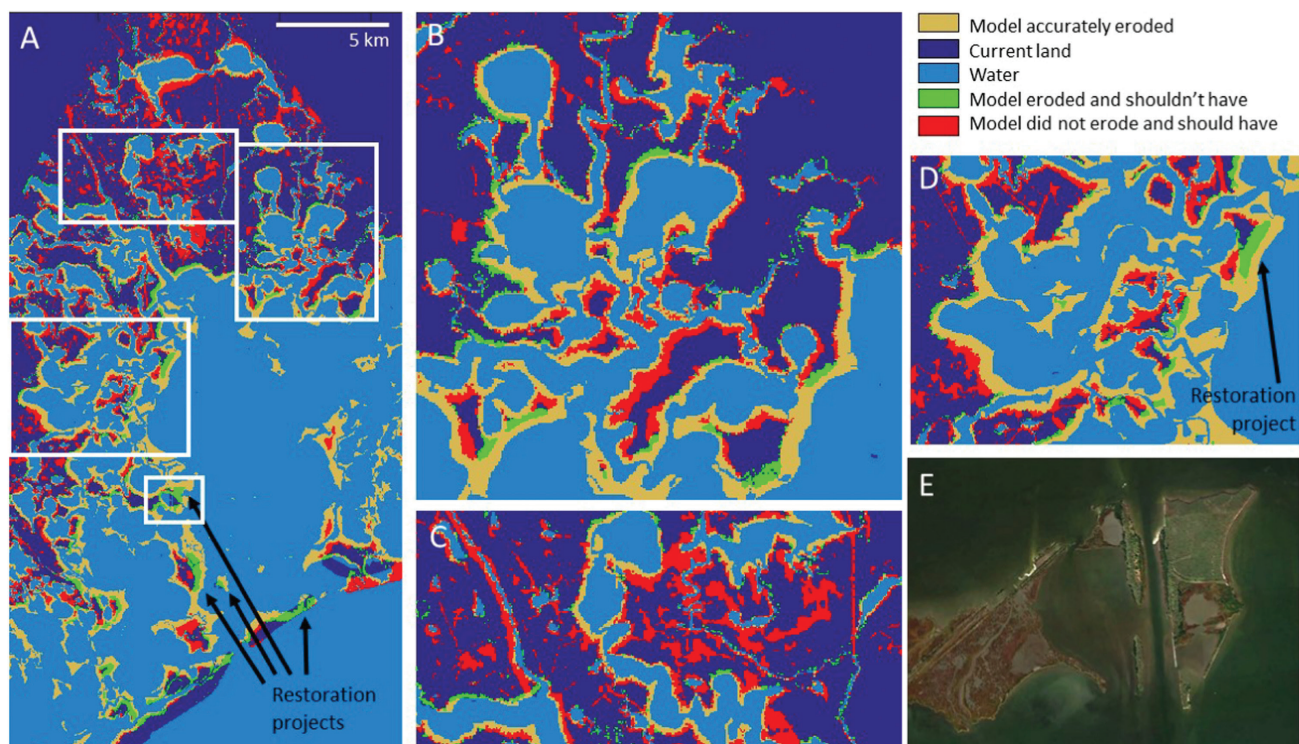 A
5 km
B
Model accurately eroded
Current land
Water
Model eroded and shouldn't have
Model did not erode and should have
D
Restoration
project
C
E
Restoration
projects